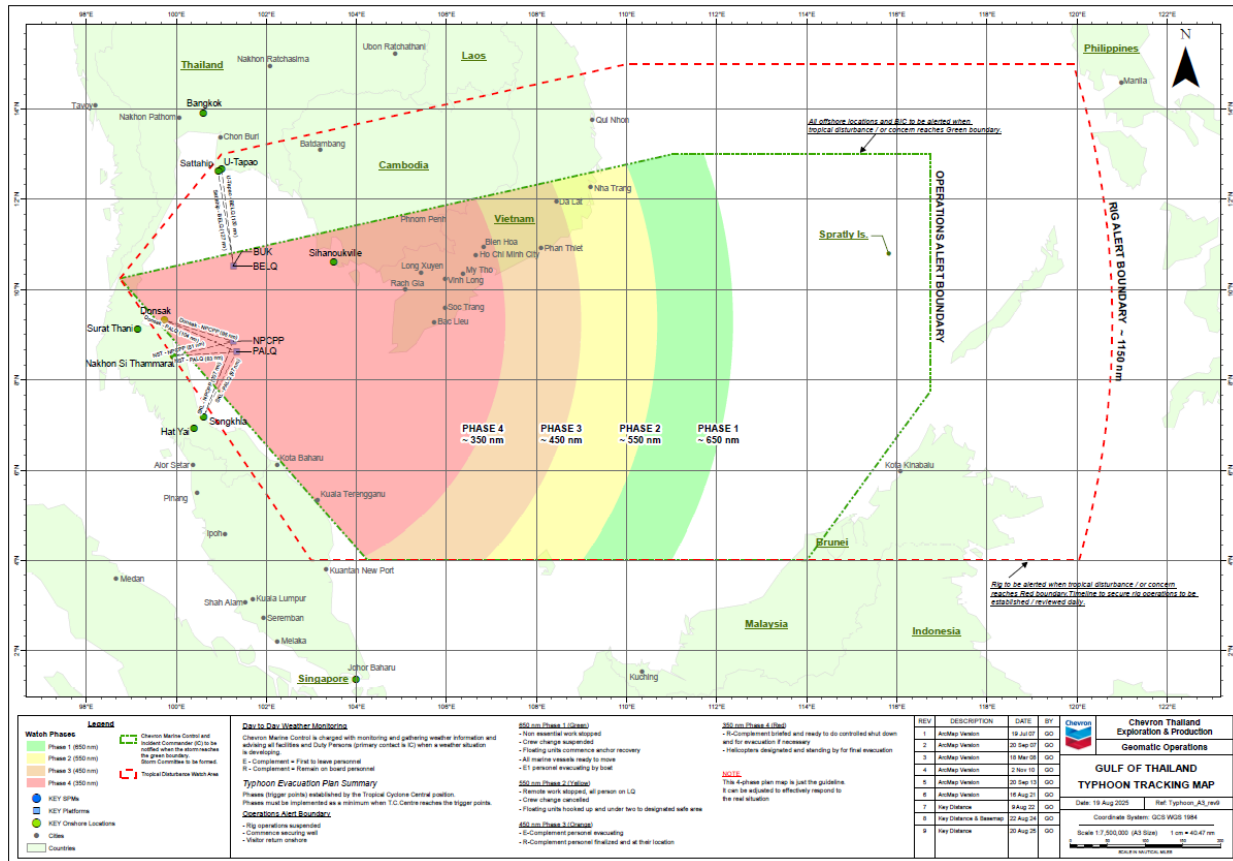 98°E 100°E 102°E 104°E 106°E 108°E 110°E 112°E 114°E 116°E 118°E 120°E 122°E
N
Philippines
Manila
Laos
Ubon Ratchathani
Thailand
Nakhon Ratchasima
Tavoy
Bangkok
Nakhon Pathom
Chon Buri
Batdambang
Qui Nhon
All offshore locations and BIC to be alerted when
tropical disturbance / or concern reaches Green boundary.
Sattahip
U-Tapao
Cambodia
Nha Trang
Da Lat
Phnom Penh
Vietnam
Bien Hoa
Ho Chi Minh City
Phan Thiet
BUK
BELQ
Sihanoukville
Long Xuyen
My Tho
Vinh Long
Rach Gia
Soc Trang
Bac Lieu
Spratly Is.
OPERATIONS ALERT BOUNDARY
RIG ALERT BOUNDARY ~ 1150 nm
Donsak
Surat Thani
NPCPP
PALQ
Nakhon Si Thammarat
Songkhla
Hat Yai
PHASE 4
~ 350 nm
PHASE 3
~ 450 nm
PHASE 2
~ 550 nm
PHASE 1
~ 650 nm
Alor Setar
Kota Baharu
Kota Kinabalu
Pinang
Kuala Terengganu
Ipoh
Brunei
Kuantan New Port
Medan
Rig to be alerted when tropical disturbance / or concern
reaches Red boundary. Timeline to secure rig operations to be
established / reviewed daily.
Shah Alam
Kuala Lumpur
Seremban
Melaka
Malaysia
Indonesia
Johor Baharu
Singapore
Kuching
98°E 100°E 102°E 104°E 106°E 108°E 110°E 112°E 114°E 116°E 118°E 120°E 122°E
Legend
Watch Phases
Phase 1 (650 nm)
Phase 2 (550 nm)
Phase 3 (450 nm)
Phase 4 (350 nm)
KEY SPMs
KEY Platforms
KEY Onshore Locations
Cities
Countries
Chevron Marine Control and
Incident Commander (IC) to be
notified when the storm reaches
the green boundary.
Storm Committee to be formed.
Tropical Disturbance Watch Area
Day to Day Weather Monitoring
Chevron Marine Control is charged with monitoring and gathering weather information and
advising all facilities and Duty Persons (primary contact is IC) when a weather situation
is developing.
E - Complement = First to leave personnel
R - Complement = Remain on board personnel
Typhoon Evacuation Plan Summary
Phases (trigger points) established by the Tropical Cyclone Central position.
Phases must be implemented as a minimum when T.C.Centre reaches the trigger points.
Operations Alert Boundary
- Rig operations suspended
- Commence securing well
- Visitor return onshore
650 nm Phase 1 (Green)
- Non essential work stopped
- Crew change suspended
- Floating units commence anchor recovery
- All marine vessels ready to move
- E1 personnel evacuating by boat
550 nm Phase 2 (Yellow)
- Remote work stopped, all person on LQ
- Crew change cancelled
- Floating units hooked up and under two to designated safe area
450 nm Phase 3 (Orange)
- E-Complement personnel evacuating
- R-Complement personnel finalized and at their location
350 nm Phase 4 (Red)
- R-Complement briefed and ready to do controlled shut down
and for evacuation if necessary
- Helicopters designated and standing by for final evacuation
NOTE
This 4-phase plan map is just the guideline.
It can be adjusted to effectively respond to
the real situation
REV DESCRIPTION DATE BY
1 ArcMap Version 19 Jul 07 GO
2 ArcMap Version 20 Sep 07 GO
3 ArcMap Version 18 Mar 08 GO
4 ArcMap Version 2 Nov 10 GO
5 ArcMap Version 20 Sep 13 GO
6 ArcMap Version 16 Aug 21 GO
7 Key Distance 9 Aug 22 GO
8 Key Distance & Basemap 22 Aug 24 GO
9 Key Distance 20 Aug 25 GO
Chevron
Chevron Thailand
Exploration & Production
Geomatic Operations
GULF OF THAILAND
TYPHOON TRACKING MAP
Date: 19 Aug 2025 Ref: Typhoon_A3_rev9
Coordinate System: GCS WGS 1984
Scale 1:7,500,000 (A3 Size) 1 cm = 40.47 nm
SCALE IN NAUTICAL MILES